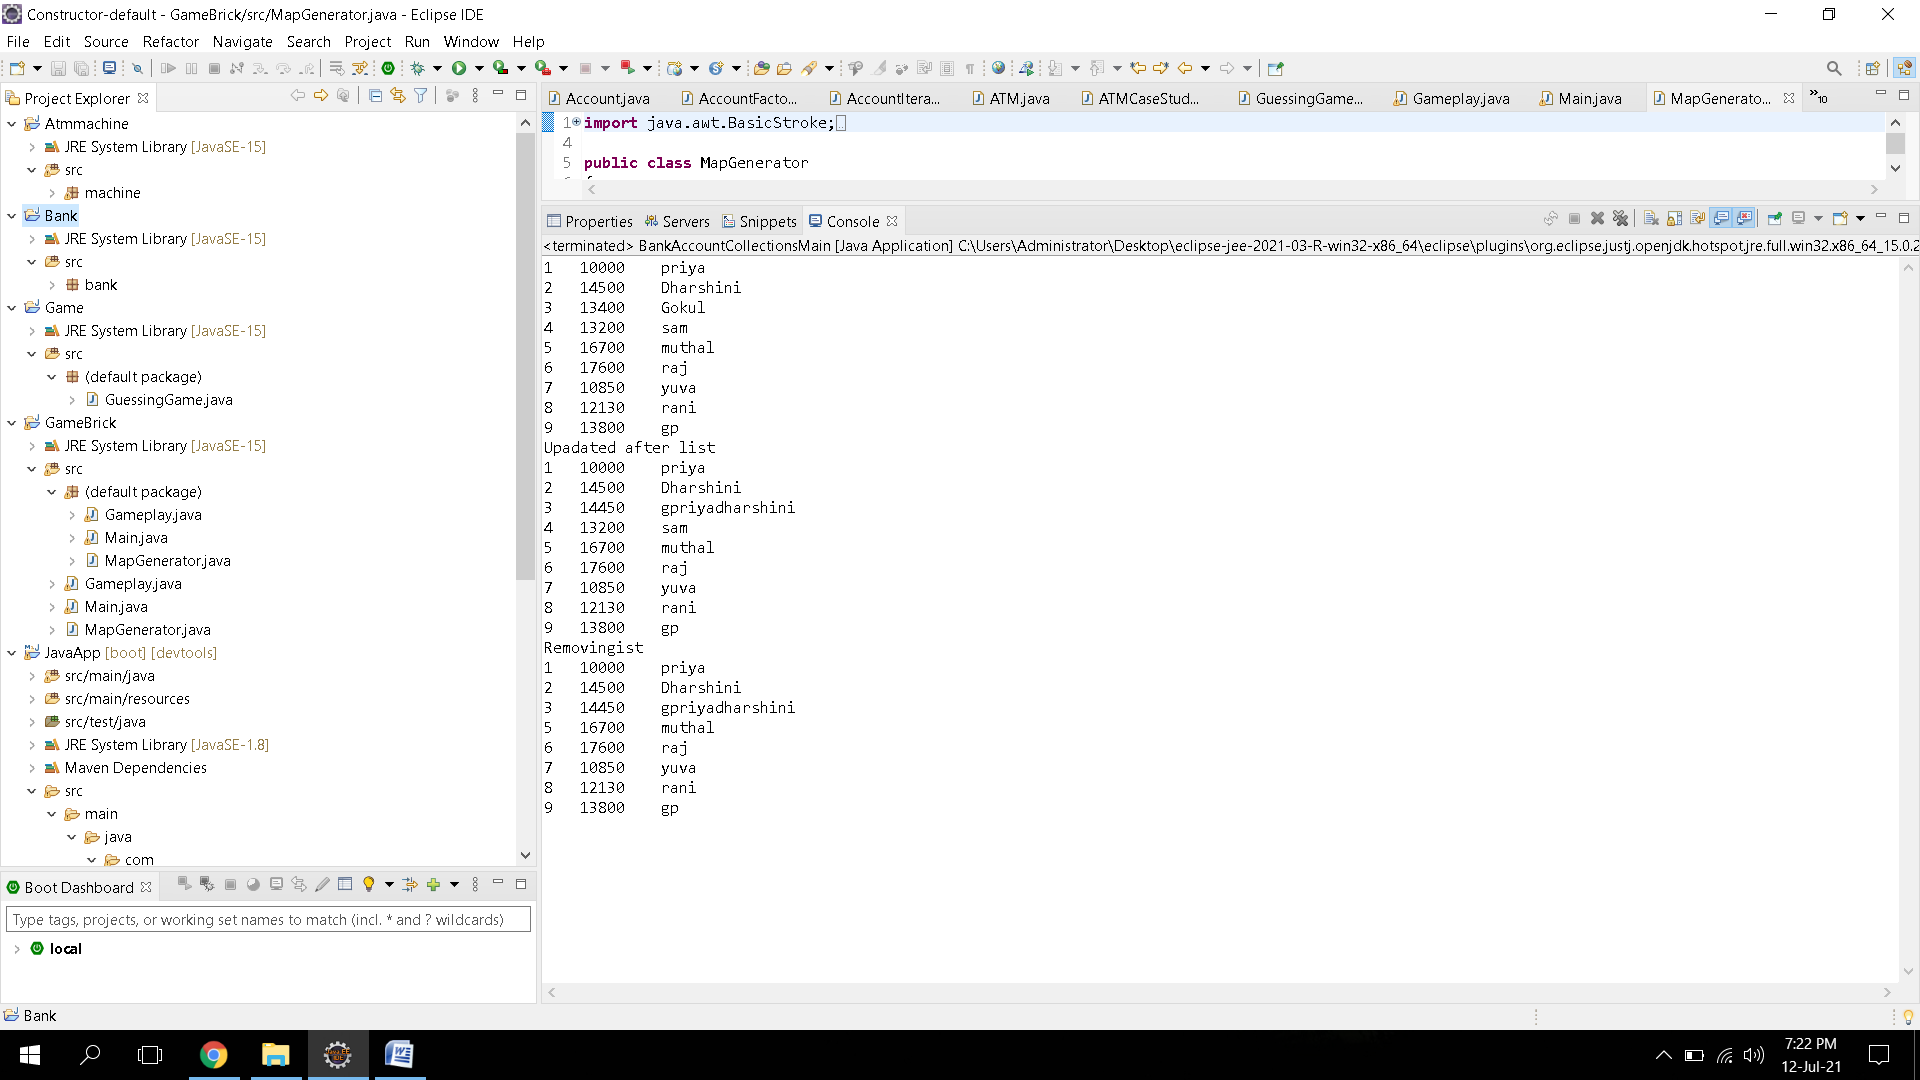 Constructor-default - GameBrick/src/MapGenerator.java - Eclipse IDE
File Edit Source Refactor Navigate Search Project Run Window Help
Project Explorer
Atmmachine
JRE System Library [JavaSE-15]
src
machine
Bank
JRE System Library [JavaSE-15]
src
bank
Game
JRE System Library [JavaSE-15]
src
(default package)
GuessingGame.java
GameBrick
JRE System Library [JavaSE-15]
src
(default package)
Gameplay.java
Main.java
MapGenerator.java
Gameplay.java
Main.java
MapGenerator.java
JavaApp [boot] [devtools]
src/main/java
src/main/resources
src/test/java
JRE System Library [JavaSE-1.8]
Maven Dependencies
src
main
java
com
Boot Dashboard
Type tags, projects, or working set names to match (incl. * and ? wildcards)
local
Account.java AccountFacto... AccountItera... ATM.java ATMCaseStud... GuessingGame... Gameplay.java Main.java MapGenerato... »10
1 import java.awt.BasicStroke;
4
5 public class MapGenerator
Properties Servers Snippets Console
<terminated> BankAccountCollectionsMain [Java Application] C:\Users\Administrator\Desktop\eclipse-jee-2021-03-R-win32-x86_64\eclipse\plugins\org.eclipse.justj.openjdk.hotspot.jre.full.win32.x86_64_15.0.2
1 10000 priya
2 14500 Dharshini
3 13400 Gokul
4 13200 sam
5 16700 muthal
6 17600 raj
7 10850 yuva
8 12130 rani
9 13800 gp
Upadated after list
1 10000 priya
2 14500 Dharshini
3 14450 gpriyadharshini
4 13200 sam
5 16700 muthal
6 17600 raj
7 10850 yuva
8 12130 rani
9 13800 gp
Removingist
1 10000 priya
2 14500 Dharshini
3 14450 gpriyadharshini
5 16700 muthal
6 17600 raj
7 10850 yuva
8 12130 rani
9 13800 gp
Bank
7:22 PM
12-Jul-21